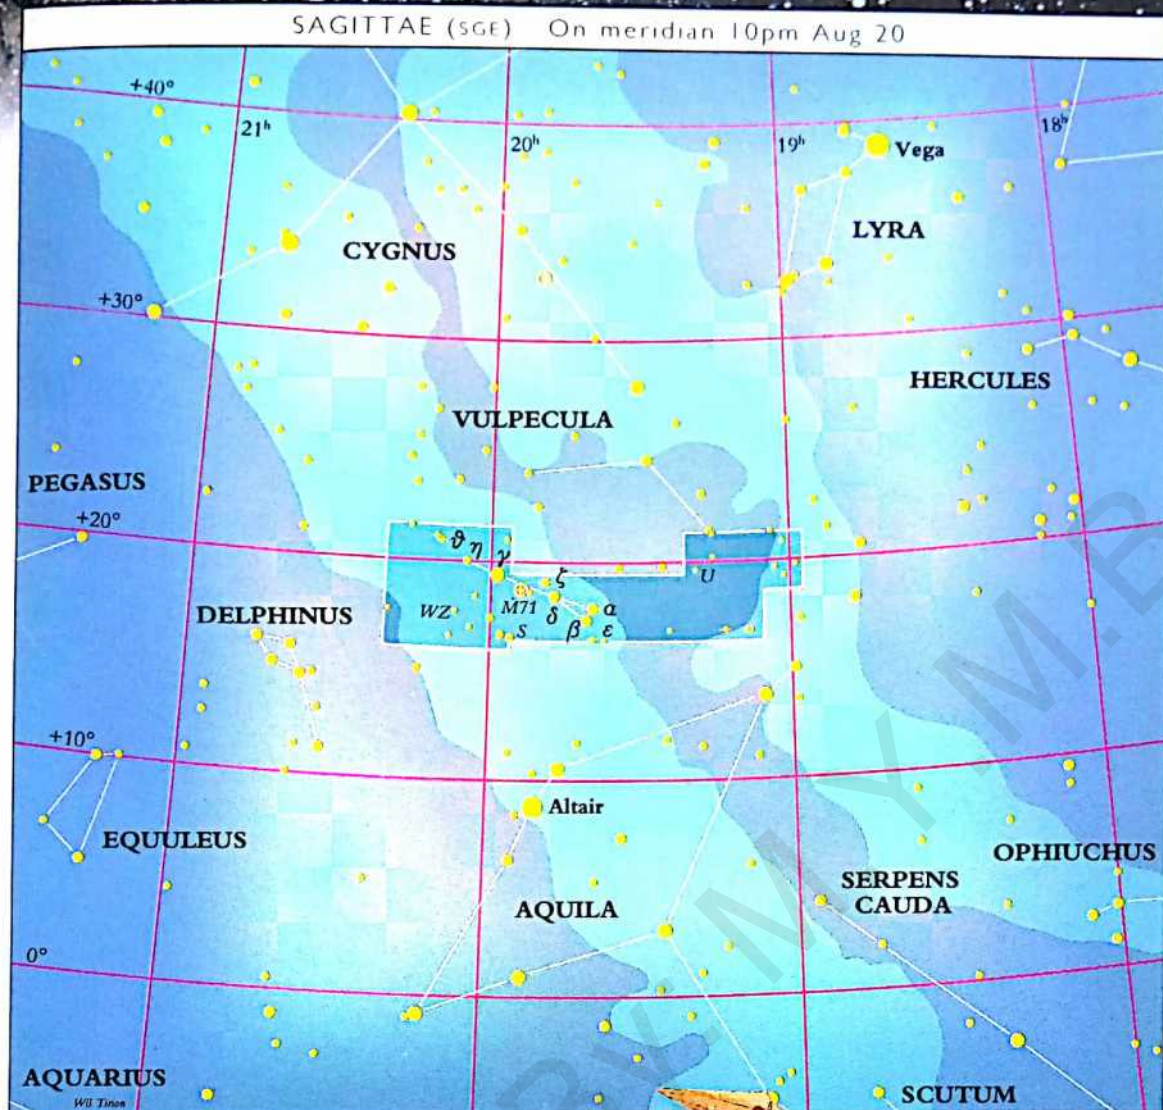 SAGITTAE (SGE) On meridian 10pm Aug 20
+40°
21ʰ
20ʰ
19ʰ
18ʰ
Vega
LYRA
CYGNUS
+30°
HERCULES
VULPECULA
PEGASUS
+20°
ϑ η γ
ζ
U
DELPHINUS
WZ
M71
δ
α
S
β
ε
+10°
Altair
EQUULEUS
OPHIUCHUS
SERPENS
CAUDA
AQUILA
0°
AQUARIUS
Wil Tirion
SCUTUM
By: M Y M.B